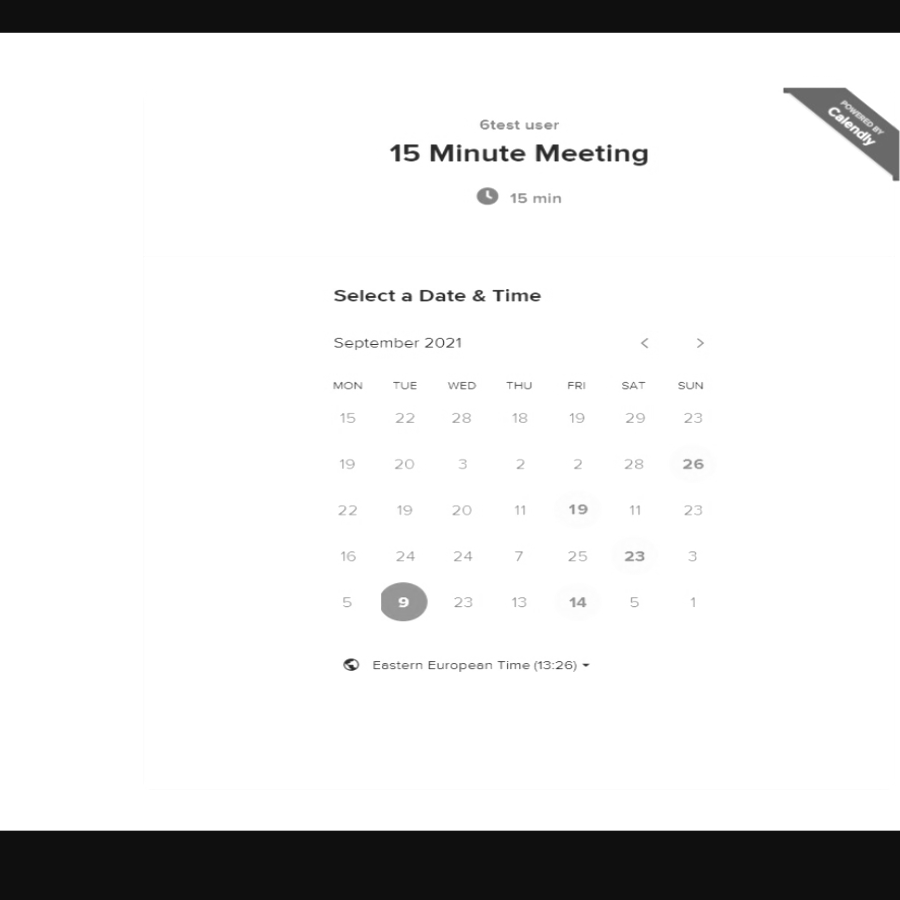 POWERED BY
Calendly
6test user
15 Minute Meeting
15 min
Select a Date & Time
September 2021
MON TUE WED THU FRI SAT SUN
15 22 28 18 19 29 23
19 20 3 2 2 28 26
22 19 20 11 19 11 23
16 24 24 7 25 23 3
5 9 23 13 14 5 1
Eastern European Time (13:26)